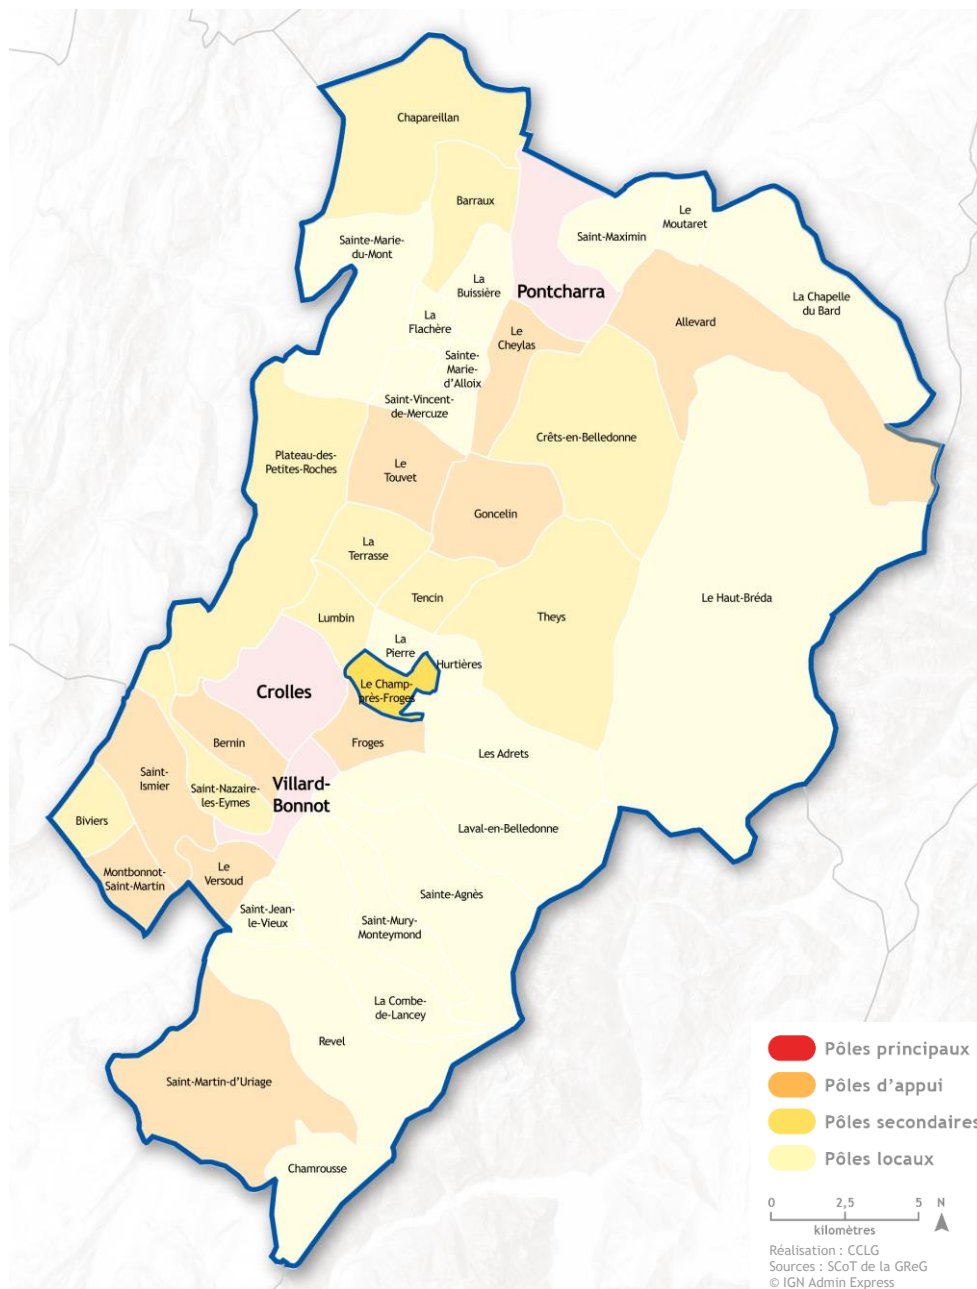 Chapareillan
Barraux
Le
Moutaret
Saint-Maximin
Sainte-Marie-
du-Mont
La
Buissière
Pontcharra
La Chapelle
du Bard
La
Flachère
Le
Cheylas
Allevard
Sainte-
Marie-
d'Alloix
Saint-Vincent-
de-Mercuze
Crêts-en-Belledonne
Plateau-des-
Petites-Roches
Le
Touvet
Goncelin
La
Terrasse
Tencin
Le Haut-Bréda
Lumbin
Theys
La
Pierre
Hurtières
Crolles
Le Champ-
près-Froges
Bernin
Froges
Les Adrets
Saint-
Ismier
Saint-Nazaire-
les-Eymes
Villard-
Bonnot
Biviers
Laval-en-Belledonne
Montbonnot-
Saint-Martin
Le
Versoud
Sainte-Agnès
Saint-Jean-
le-Vieux
Saint-Mury-
Monteymond
La Combe-
de-Lancey
Revel
Saint-Martin-d'Uriage
Chamrousse
Pôles principaux
Pôles d'appui
Pôles secondaires
Pôles locaux
0 2,5 5 N
kilomètres
Réalisation : CCLG
Sources : SCoT de la GReG
© IGN Admin Express